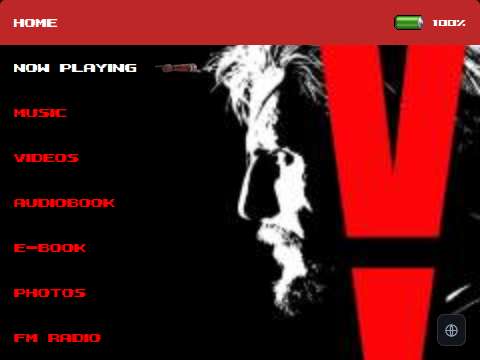 HOME
100%
NOW PLAYING
MUSIC
VIDEOS
AUDIOBOOK
E-BOOK
PHOTOS
FM RADIO
V